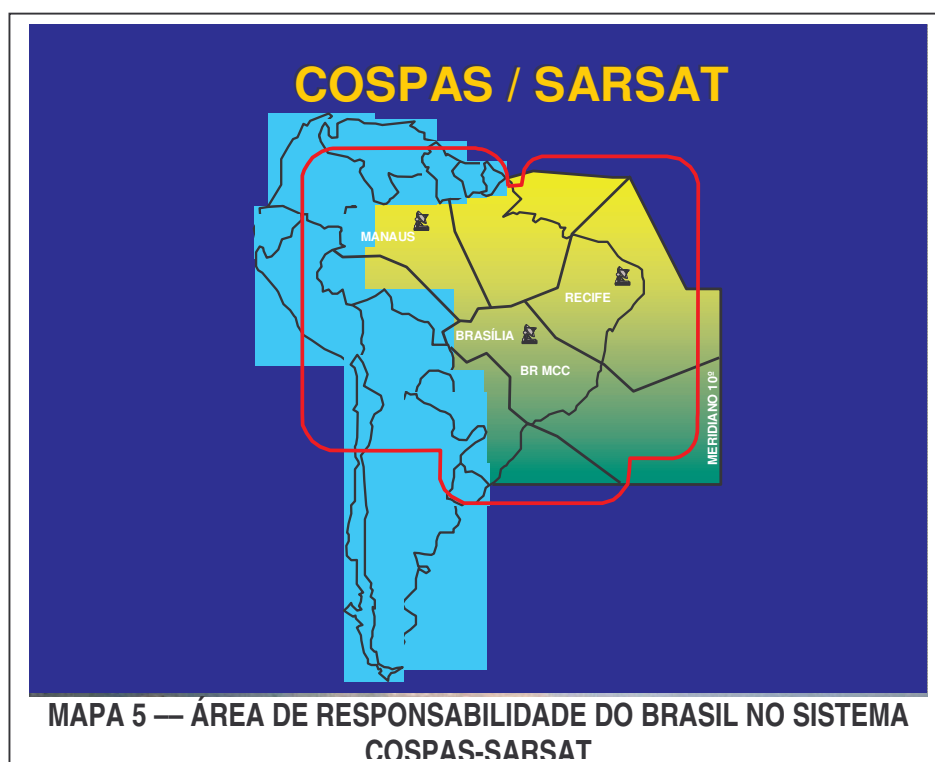 COSPAS / SARSAT
MANAUS
RECIFE
BRASÍLIA
BR MCC
MERIDIANO 10º
MAPA 5 — ÁREA DE RESPONSABILIDADE DO BRASIL NO SISTEMA
COSPAS-SARSAT